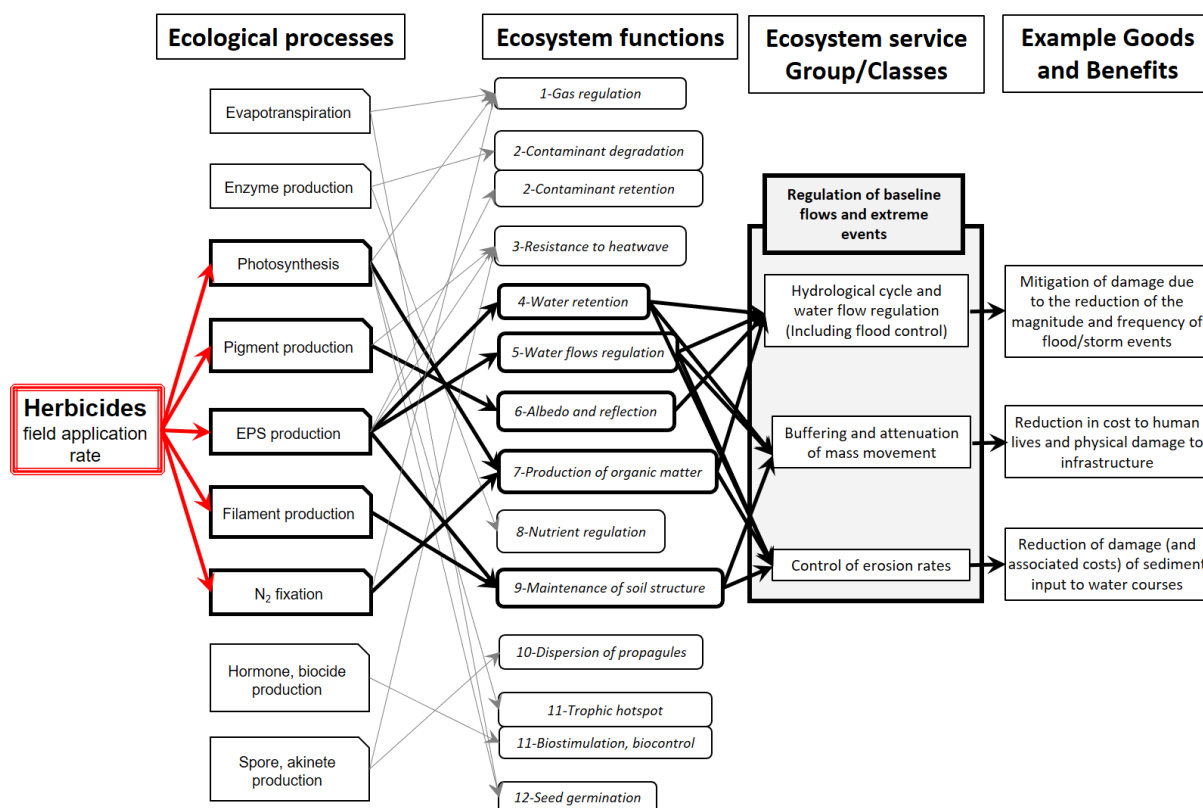 Ecological processes
Ecosystem functions
Ecosystem service
Group/Classes
Example Goods
and Benefits
Herbicides
field application
rate
Evapotranspiration
Enzyme production
Photosynthesis
Pigment production
EPS production
Filament production
N₂ fixation
Hormone, biocide
production
Spore, akinete
production
1-Gas regulation
2-Contaminant degradation
2-Contaminant retention
3-Resistance to heatwave
4-Water retention
5-Water flows regulation
6-Albedo and reflection
7-Production of organic matter
8-Nutrient regulation
9-Maintenance of soil structure
10-Dispersion of propagules
11-Trophic hotspot
11-Biostimulation, biocontrol
12-Seed germination
Regulation of baseline
flows and extreme
events
Hydrological cycle and
water flow regulation
(Including flood control)
Buffering and attenuation
of mass movement
Control of erosion rates
Mitigation of damage due
to the reduction of the
magnitude and frequency of
flood/storm events
Reduction in cost to human
lives and physical damage to
infrastructure
Reduction of damage (and
associated costs) of sediment
input to water courses